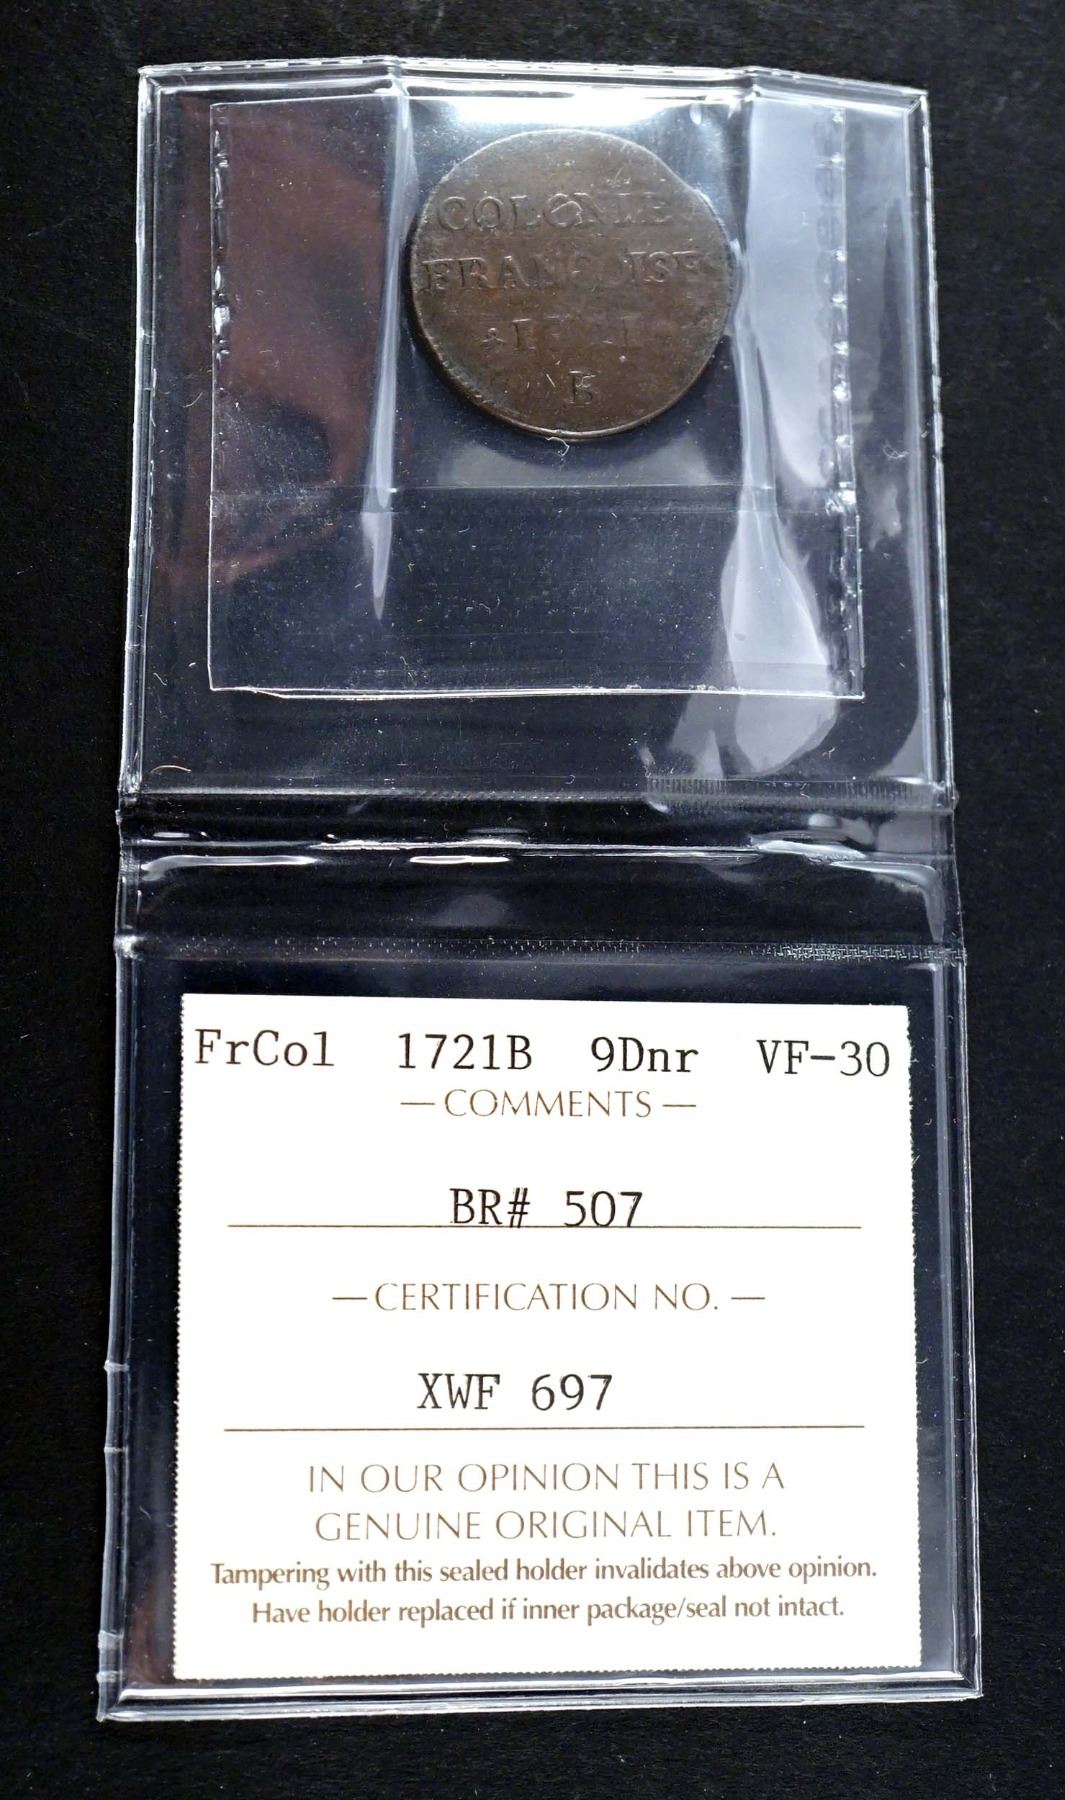 COLONIE
FRANÇOISE
1721
B
FrCol 1721B 9Dnr VF-30
— COMMENTS —
BR# 507
— CERTIFICATION NO. —
XWF 697
IN OUR OPINION THIS IS A
GENUINE ORIGINAL ITEM.
Tampering with this sealed holder invalidates above opinion.
Have holder replaced if inner package/seal not intact.